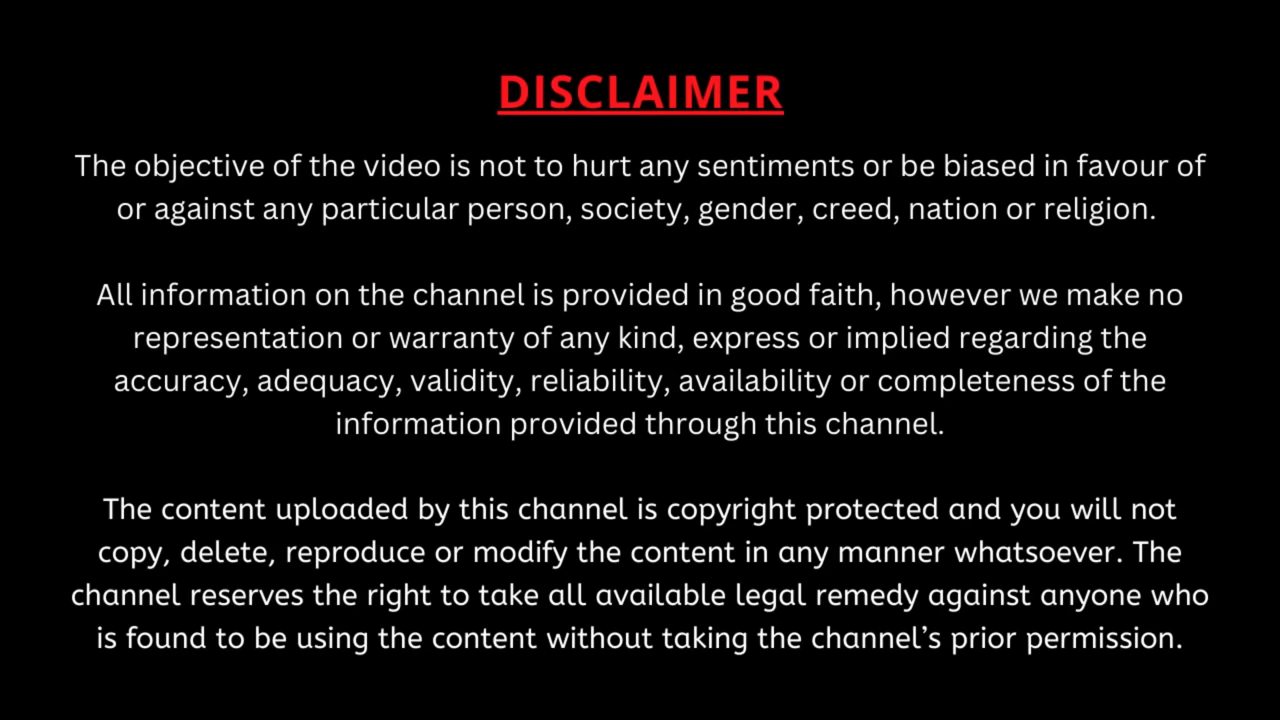 DISCLAIMER
The objective of the video is not to hurt any sentiments or be biased in favour of
or against any particular person, society, gender, creed, nation or religion.
All information on the channel is provided in good faith, however we make no
representation or warranty of any kind, express or implied regarding the
accuracy, adequacy, validity, reliability, availability or completeness of the
information provided through this channel.
The content uploaded by this channel is copyright protected and you will not
copy, delete, reproduce or modify the content in any manner whatsoever. The
channel reserves the right to take all available legal remedy against anyone who
is found to be using the content without taking the channel’s prior permission.